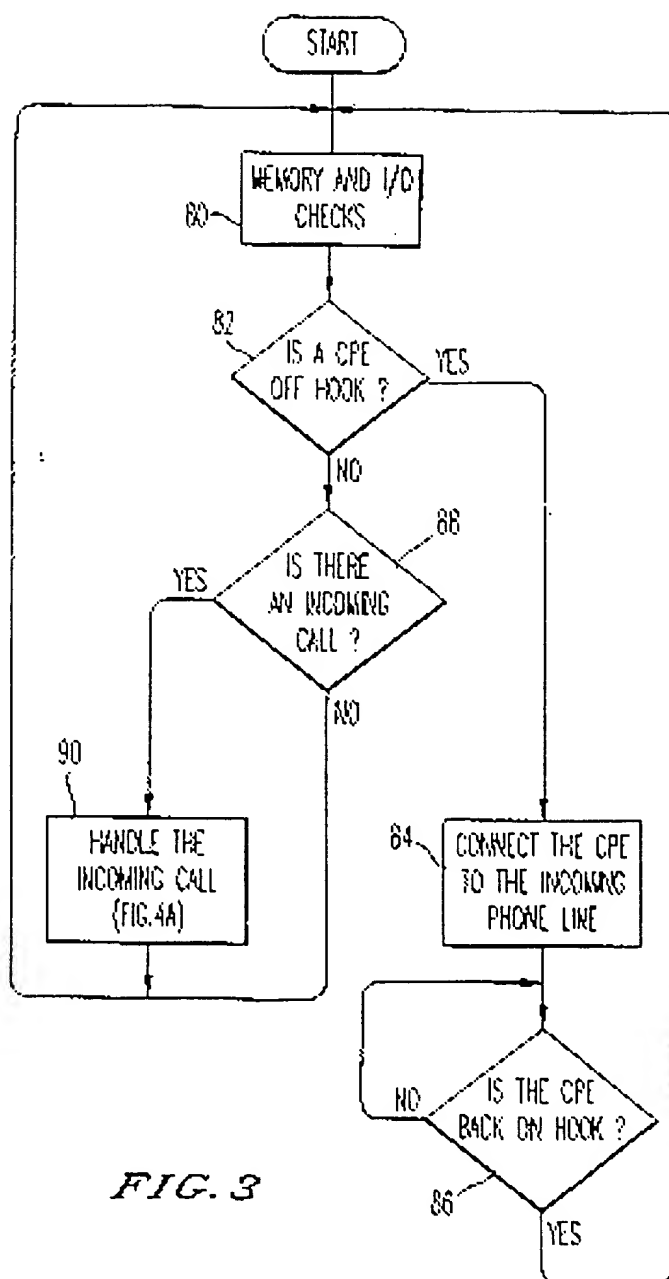 START
MEMORY AND I/O
CHECKS
80
82
IS A CPE
OFF HOOK ?
YES
NO
88
YES
IS THERE
AN INCOMING
CALL ?
NO
90
HANDLE THE
INCOMING CALL
(FIG.4A)
84
CONNECT THE CPE
TO THE INCOMING
PHONE LINE
NO
IS THE CPE
BACK ON HOOK ?
86
YES
FIG. 3